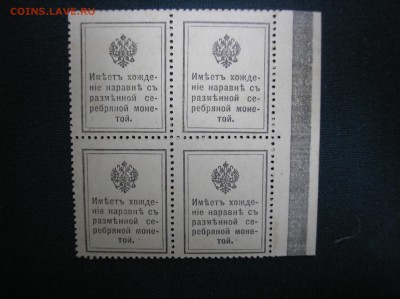 COINS.LAVE.RU
Имѣетъ хожде-
ніе наравнѣ съ
размѣнной се-
ребряной моне-
той.
Имѣетъ хожде-
ніе наравнѣ съ
размѣнной се-
ребряной моне-
той.
Имѣетъ хожде-
ніе наравнѣ съ
размѣнной се-
ребряной моне-
той.
Имѣетъ хожде-
ніе наравнѣ съ
размѣнной се-
ребряной моне-
той.